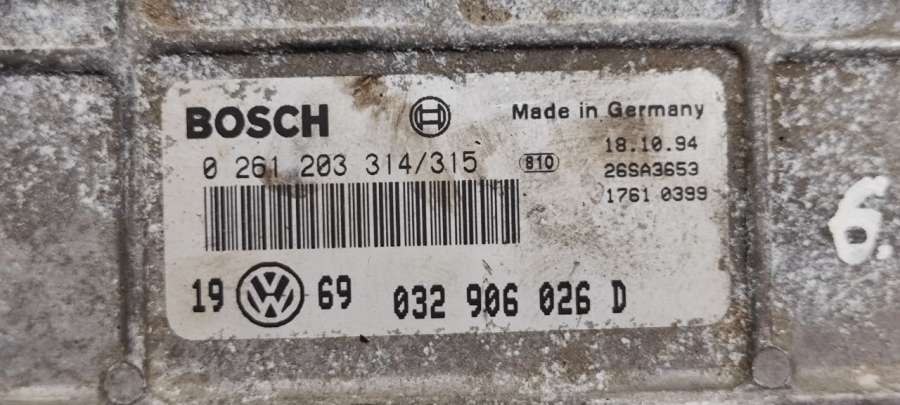 BOSCH
Made in Germany
0 261 203 314/315
810
18.10.94
26SA3653
1761 0399
19 69 032 906 026 D
6.